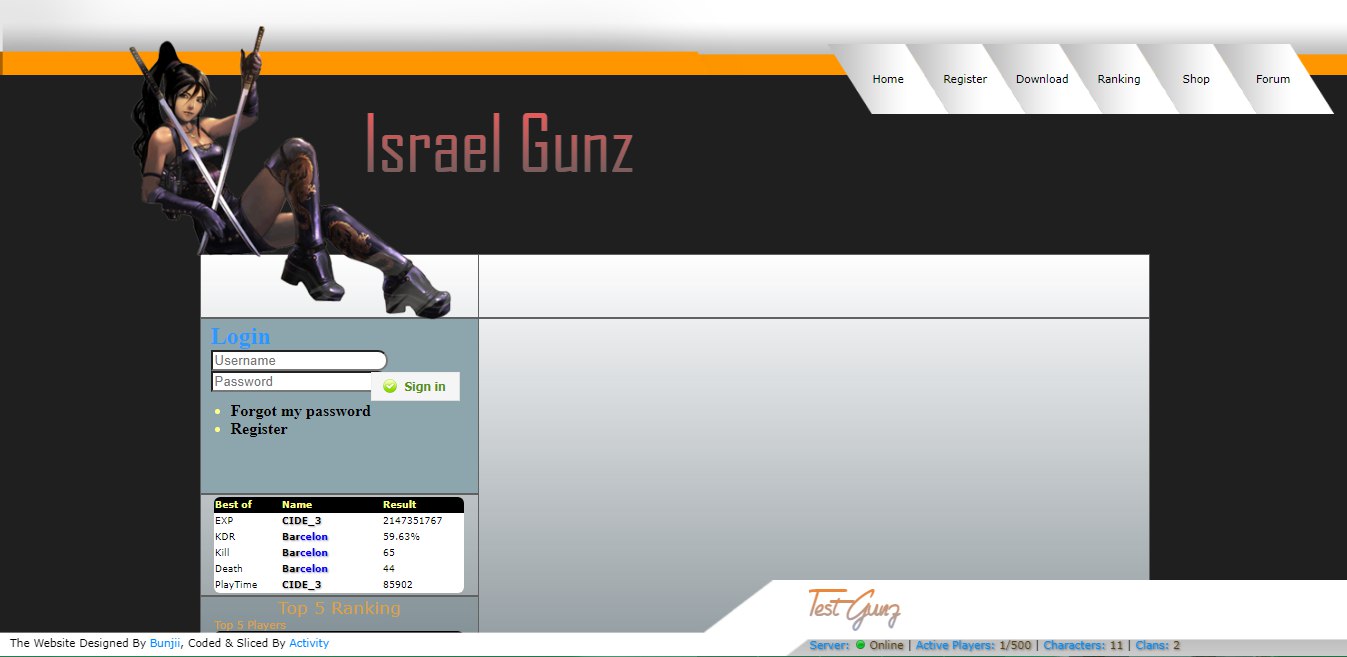 Home Register Download Ranking Shop Forum
Israel Gunz
Login
Username
Password
Sign in
Forgot my password
Register
Best of Name Result
EXP CIDE_3 2147351767
KDR Barcelon 59.63%
Kill Barcelon 65
Death Barcelon 44
PlayTime CIDE_3 85902
Top 5 Ranking
Top 5 Players
Test Gunz
The Website Designed By Bunjii, Coded & Sliced By Activity
Server: Online | Active Players: 1/500 | Characters: 11 | Clans: 2